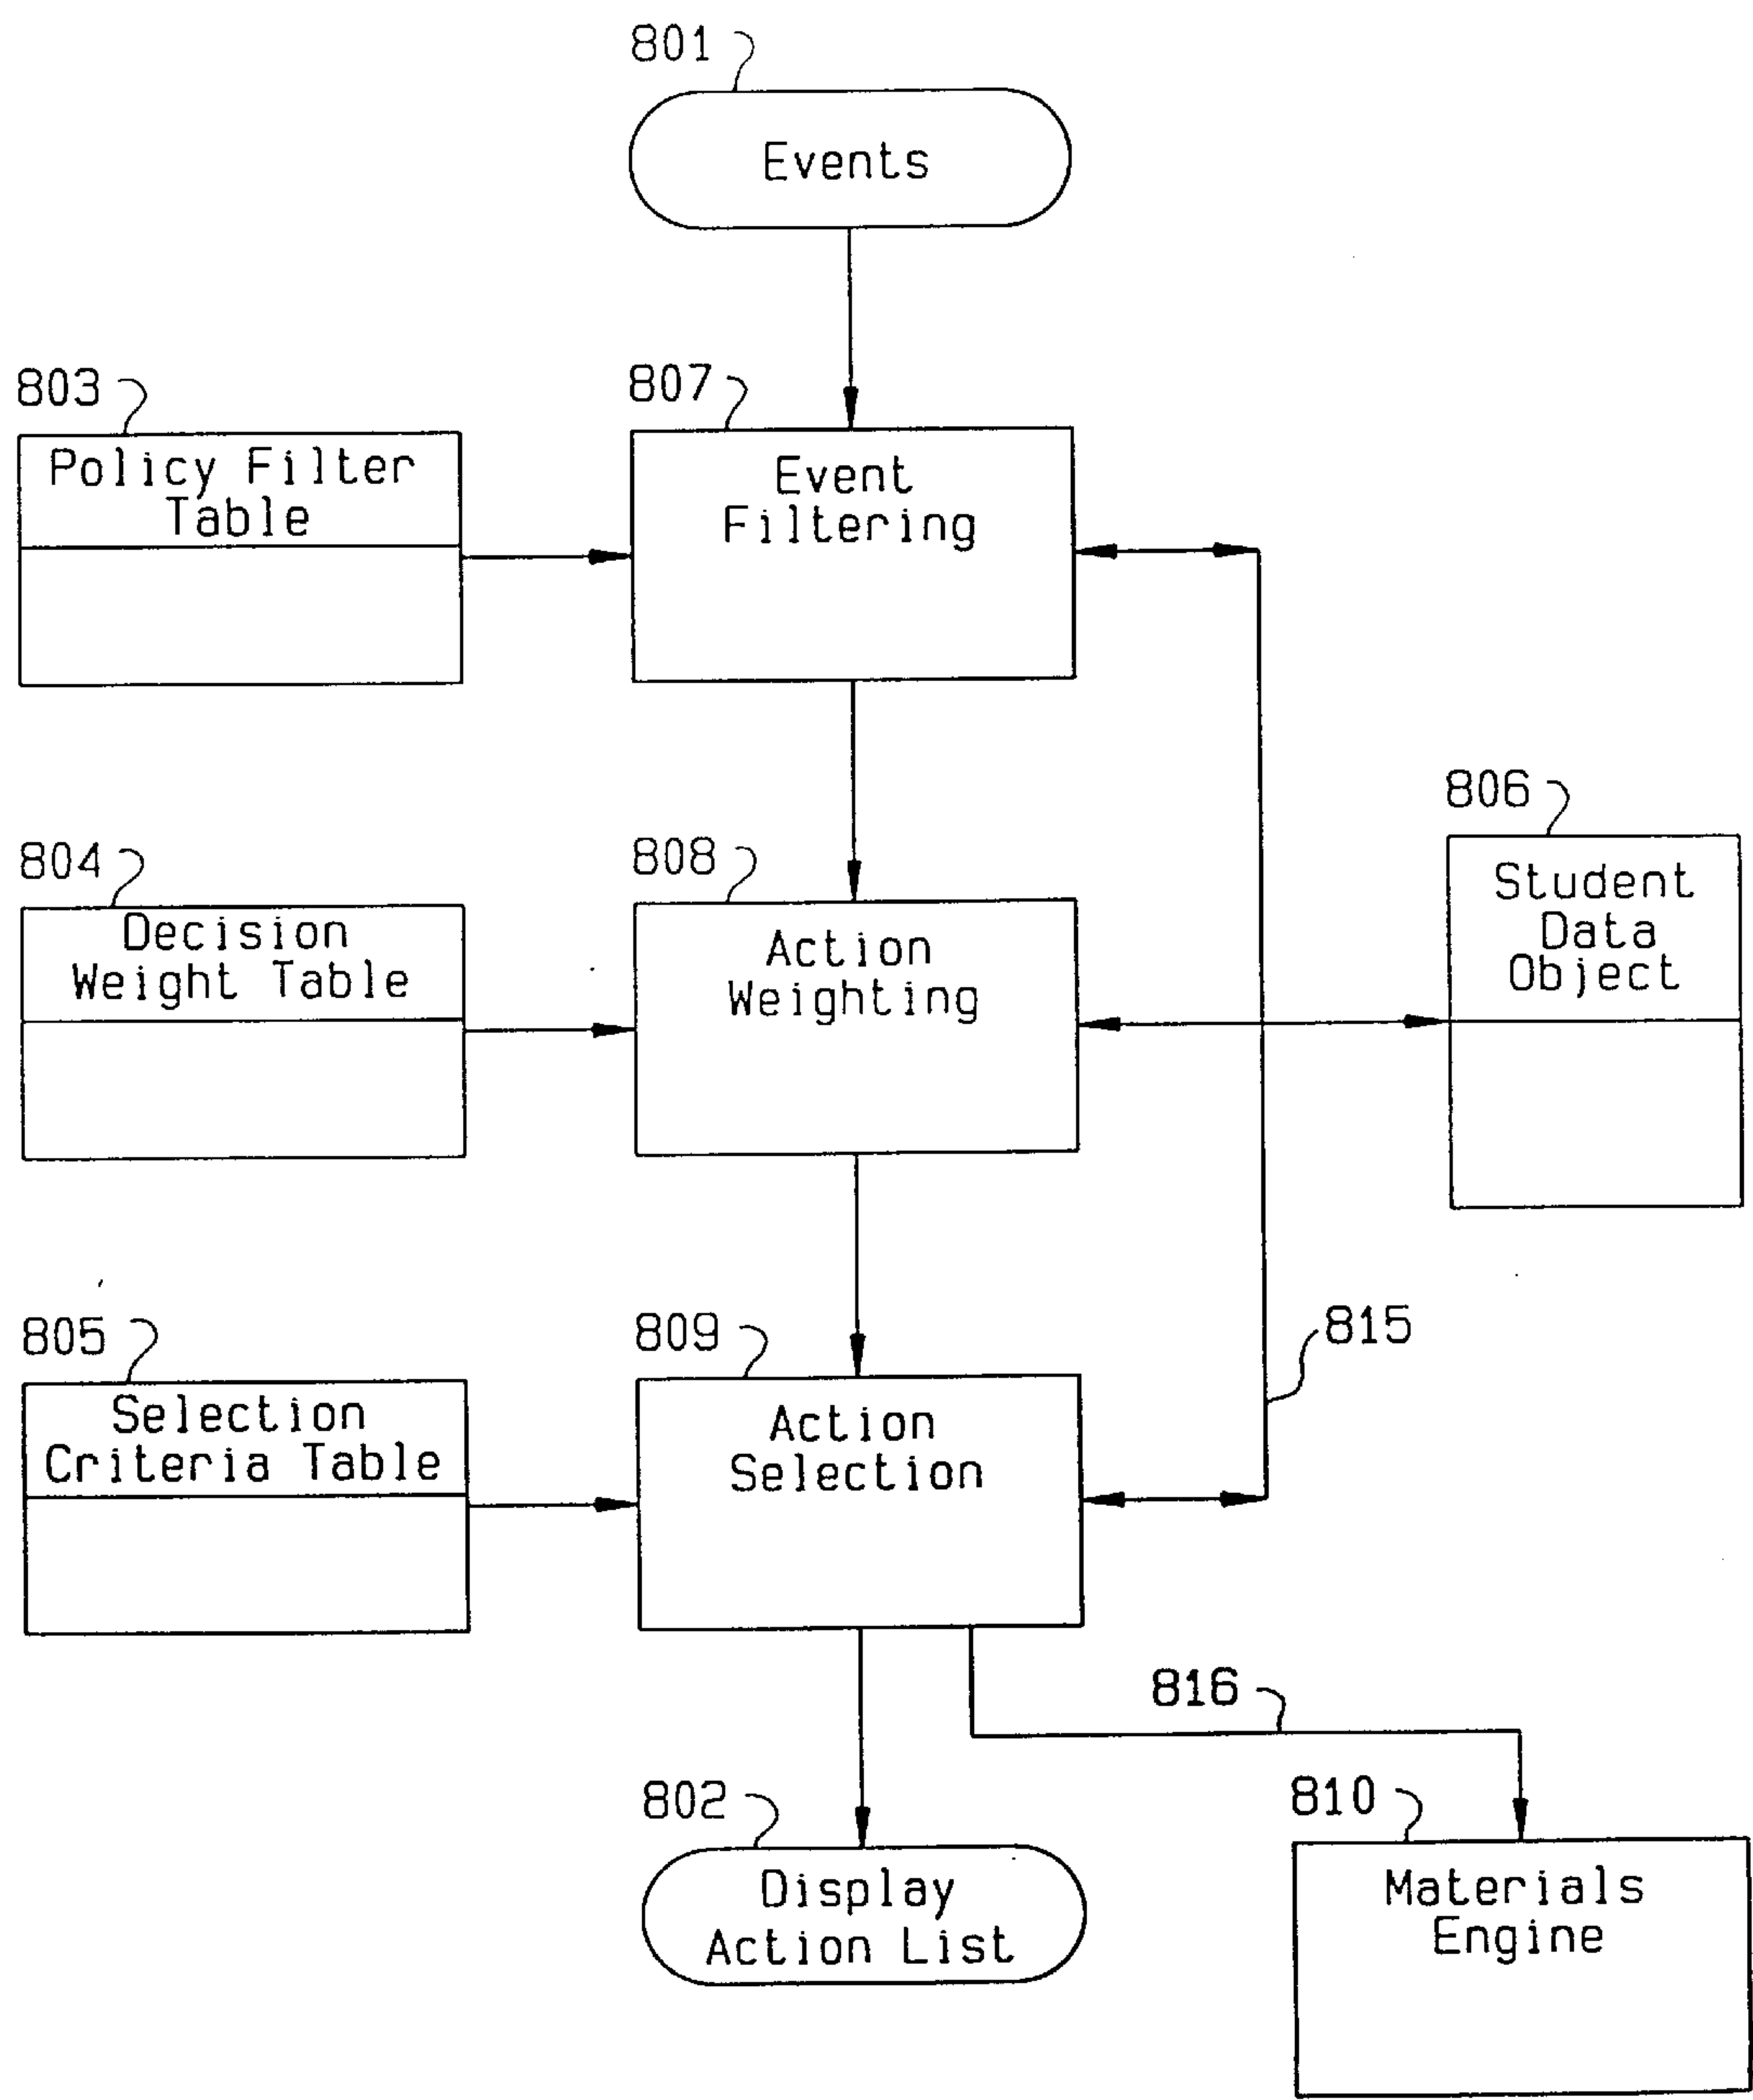 801
Events
803
Policy Filter
Table
807
Event
Filtering
804
Decision
Weight Table
808
Action
Weighting
806
Student
Data
Object
805
Selection
Criteria Table
809
Action
Selection
815
816
802
Display
Action List
810
Materials
Engine